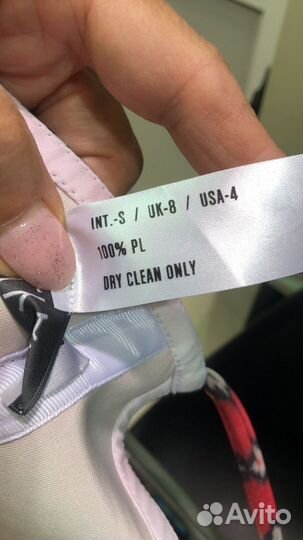 INT.-S / UK-8 / USA-4
100% PL
DRY CLEAN ONLY
Avito